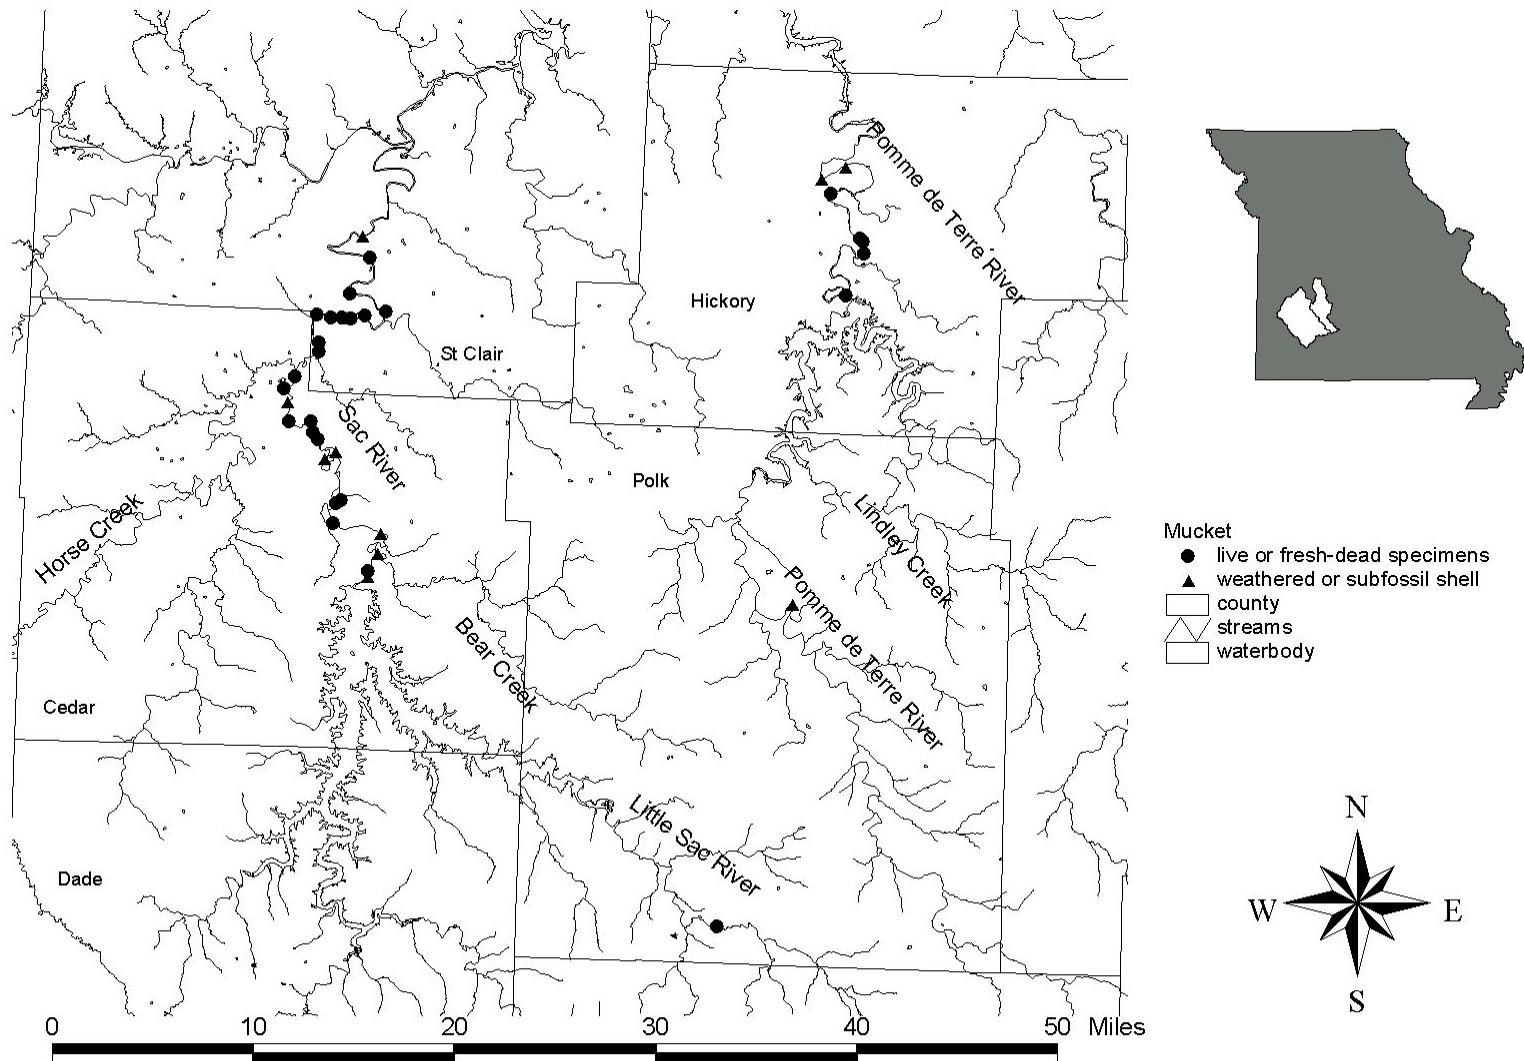 Pomme de Terre River
Hickory
St Clair
Sac River
Polk
Horse Creek
Lindley Creek
Pomme de Terre River
Bear Creek
Cedar
Little Sac River
Dade
0 10 20 30 40 50 Miles
Mucket
live or fresh-dead specimens
weathered or subfossil shell
county
streams
waterbody
N
W E
S